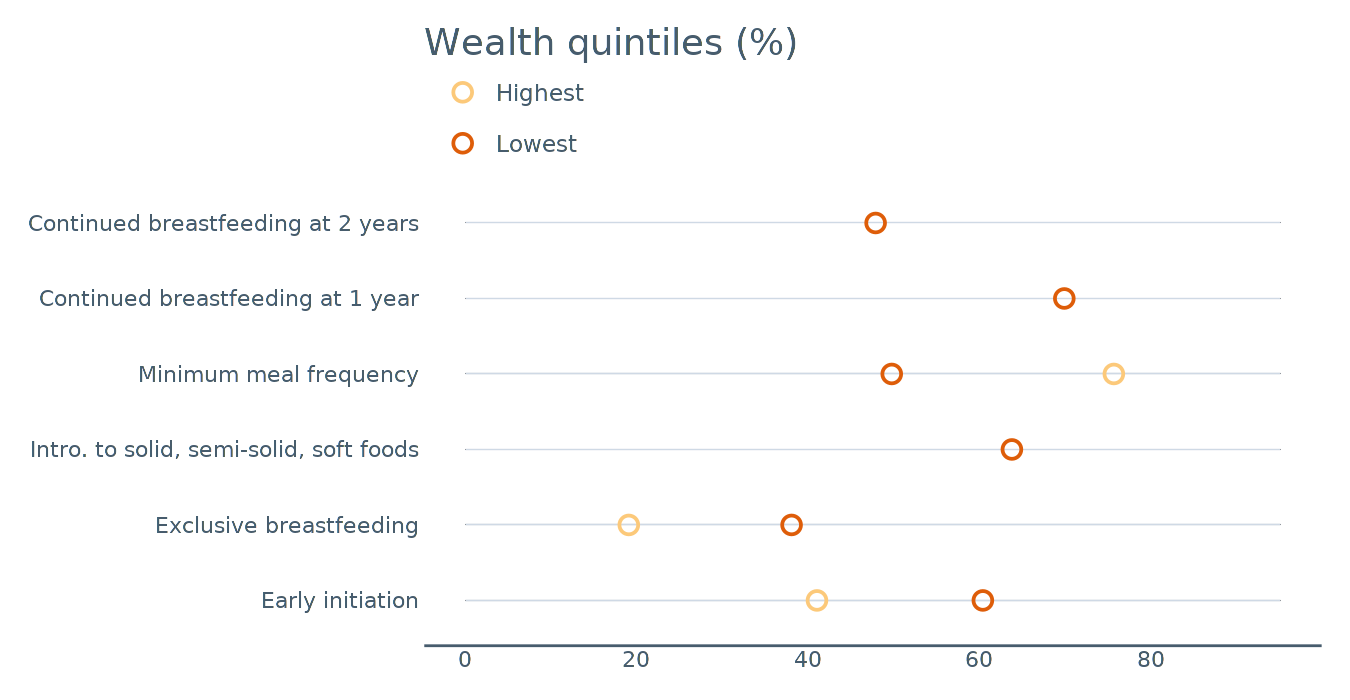 Wealth quintiles (%)
Highest
Lowest
Continued breastfeeding at 2 years
Continued breastfeeding at 1 year
Minimum meal frequency
Intro. to solid, semi-solid, soft foods
Exclusive breastfeeding
Early initiation
0 20 40 60 80